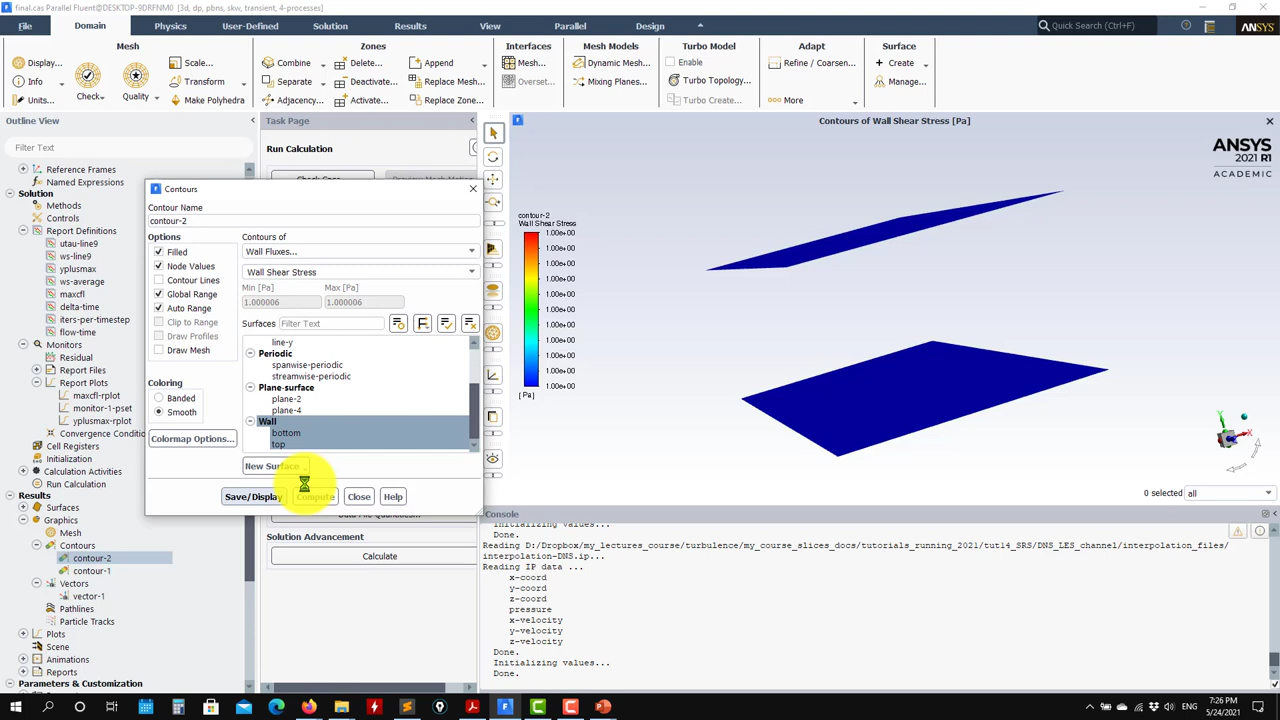 final.cas Parallel Fluent@DESKTOP-9DRFNM0 [3d, dp, pbns, skw, transient, 4-processes]
File Domain Physics User-Defined Solution Results View Parallel Design Quick Search (Ctrl+F) ANSYS
Mesh Zones Interfaces Mesh Models Turbo Model Adapt Surface
Display... Scale... Combine Delete... Append Mesh... Dynamic Mesh... Enable Refine / Coarsen... Create
Info Transform Separate Deactivate... Replace Mesh... Overset... Mixing Planes... Turbo Topology... Manage...
Units... Check Quality Make Polyhedra Adjacency... Activate... Replace Zone... Turbo Create... More
Outline View
Filter Text
Reference Frames
Named Expressions
Solution
Methods
Controls
Report Definitions
utau-line9
ws-line9
yplusmax
ws-average
maxcfl
delta-time
iters-per-timestep
flow-time
Monitors
Residual
Report Files
Report Plots
maxcfl-rplot
monitor-1-pset
yplusmax-rplot
Convergence Conditio
Cell Registers
Initialization
Calculation Activities
Run Calculation
Results
Surfaces
Graphics
Mesh
Contours
contour-2
contour-1
Vectors
vector-1
Pathlines
Particle Tracks
Plots
Scene
Animations
Reports
Parameters & Customization
Task Page
Run Calculation
Solution Advancement
Calculate
Contours
Contour Name
contour-2
Options
Filled
Node Values
Contour Lines
Global Range
Auto Range
Clip to Range
Draw Profiles
Draw Mesh
Coloring
Banded
Smooth
Colormap Options...
Contours of
Wall Fluxes...
Wall Shear Stress
Min [Pa] Max [Pa]
1.000006 1.000006
Surfaces Filter Text
line-y
Periodic
spanwise-periodic
streamwise-periodic
Plane-surface
plane-2
plane-4
Wall
bottom
top
New Surface
Save/Display Compute Close Help
Contours of Wall Shear Stress [Pa]
ANSYS
2021 R1
ACADEMIC
contour-2
Wall Shear Stress
1.00e+00
1.00e+00
1.00e+00
1.00e+00
1.00e+00
1.00e+00
1.00e+00
1.00e+00
1.00e+00
1.00e+00
1.00e+00
[ Pa]
Y
X
Z
0 selected all
Console
Initializing values...
Done.
Reading D:/Dropbox/my_lectures_course/turbulence/my_course_slices_docs/tutorials_running_2021/tut14_SRS/DNS_LES_channel/interpolation_files/
interpolation-DNS.ip...
Reading IP data ...
x-coord
y-coord
z-coord
pressure
x-velocity
y-velocity
z-velocity
Done.
Initializing values...
Done.
ENG
7:26 PM
5/24/2021